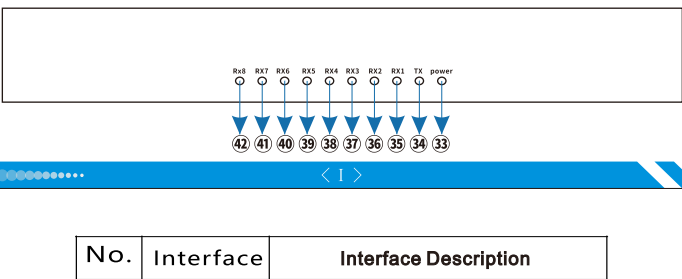 Rx8 RX7 RX6 RX5 RX4 RX3 RX2 RX1 TX power
42 41 40 39 38 37 36 35 34 33
< I >
No. Interface Interface Description